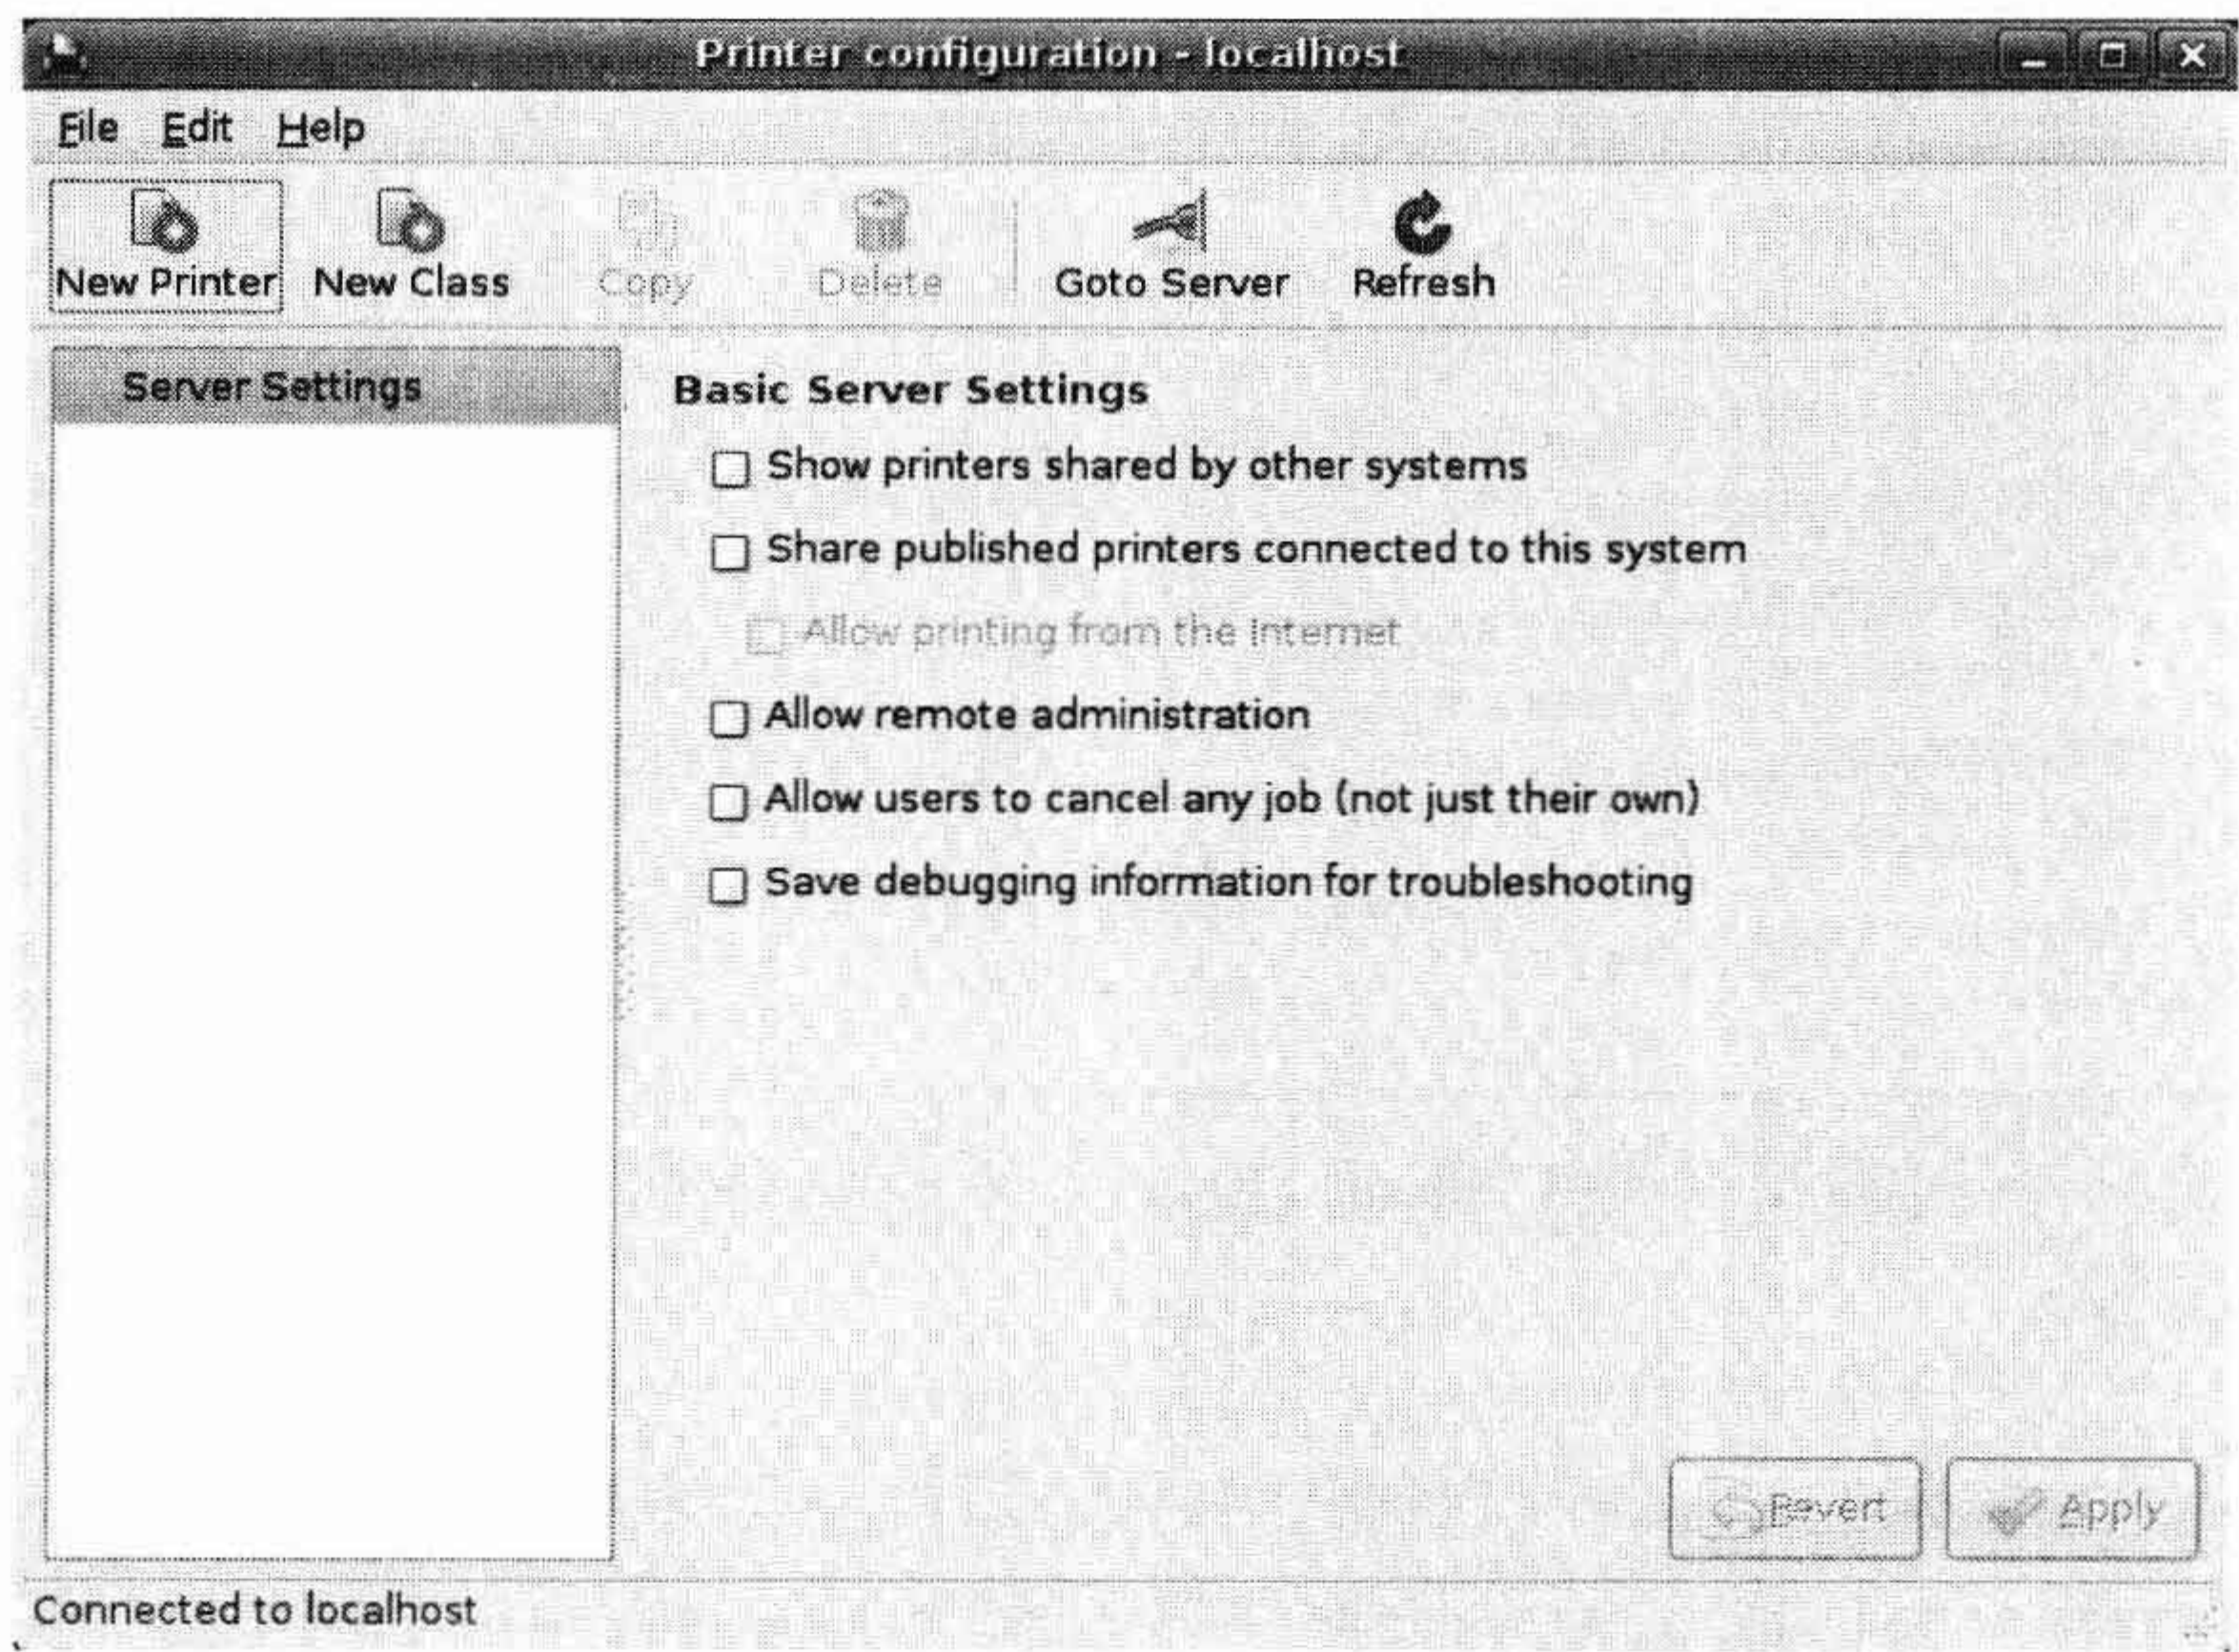 Printer configuration - localhost
File Edit Help
New Printer New Class Copy Delete Goto Server Refresh
Server Settings
Basic Server Settings
Show printers shared by other systems
Share published printers connected to this system
Allow printing from the Internet
Allow remote administration
Allow users to cancel any job (not just their own)
Save debugging information for troubleshooting
Revert Apply
Connected to localhost